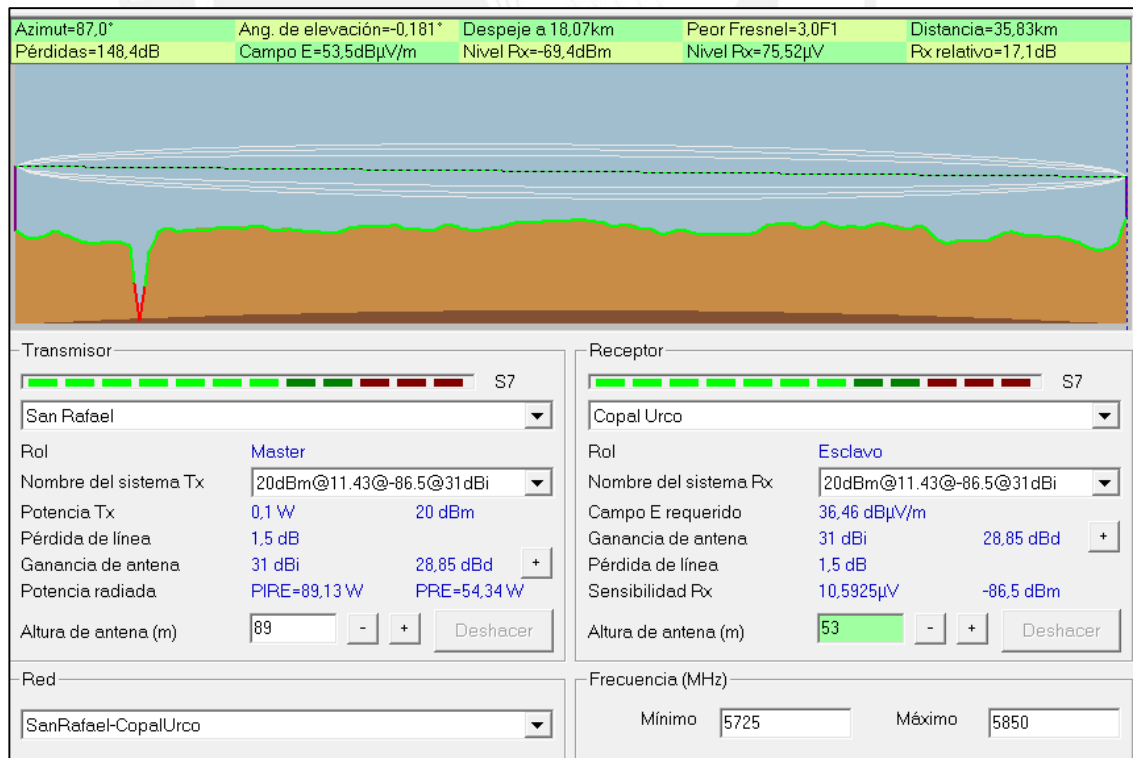 Azimut=87,0° Ang. de elevación=-0,181° Despeje a 18,07km Peor Fresnel=3,0F1 Distancia=35,83km
Pérdidas=148,4dB Campo E=53,5dBµV/m Nivel Rx=-69,4dBm Nivel Rx=75,52µV Rx relativo=17,1dB
Transmisor
S7
San Rafael
Rol Master
Nombre del sistema Tx 20dBm@11.43@-86.5@31dBi
Potencia Tx 0,1 W 20 dBm
Pérdida de línea 1,5 dB
Ganancia de antena 31 dBi 28,85 dBd +
Potencia radiada PIRE=89,13 W PRE=54,34 W
Altura de antena (m) 89 - + Deshacer
Red
SanRafael-CopalUrco
Receptor
S7
Copal Urco
Rol Esclavo
Nombre del sistema Rx 20dBm@11.43@-86.5@31dBi
Campo E requerido 36,46 dBµV/m
Ganancia de antena 31 dBi 28,85 dBd +
Pérdida de línea 1,5 dB
Sensibilidad Rx 10,5925µV -86,5 dBm
Altura de antena (m) 53 - + Deshacer
Frecuencia (MHz)
Mínimo 5725 Máximo 5850